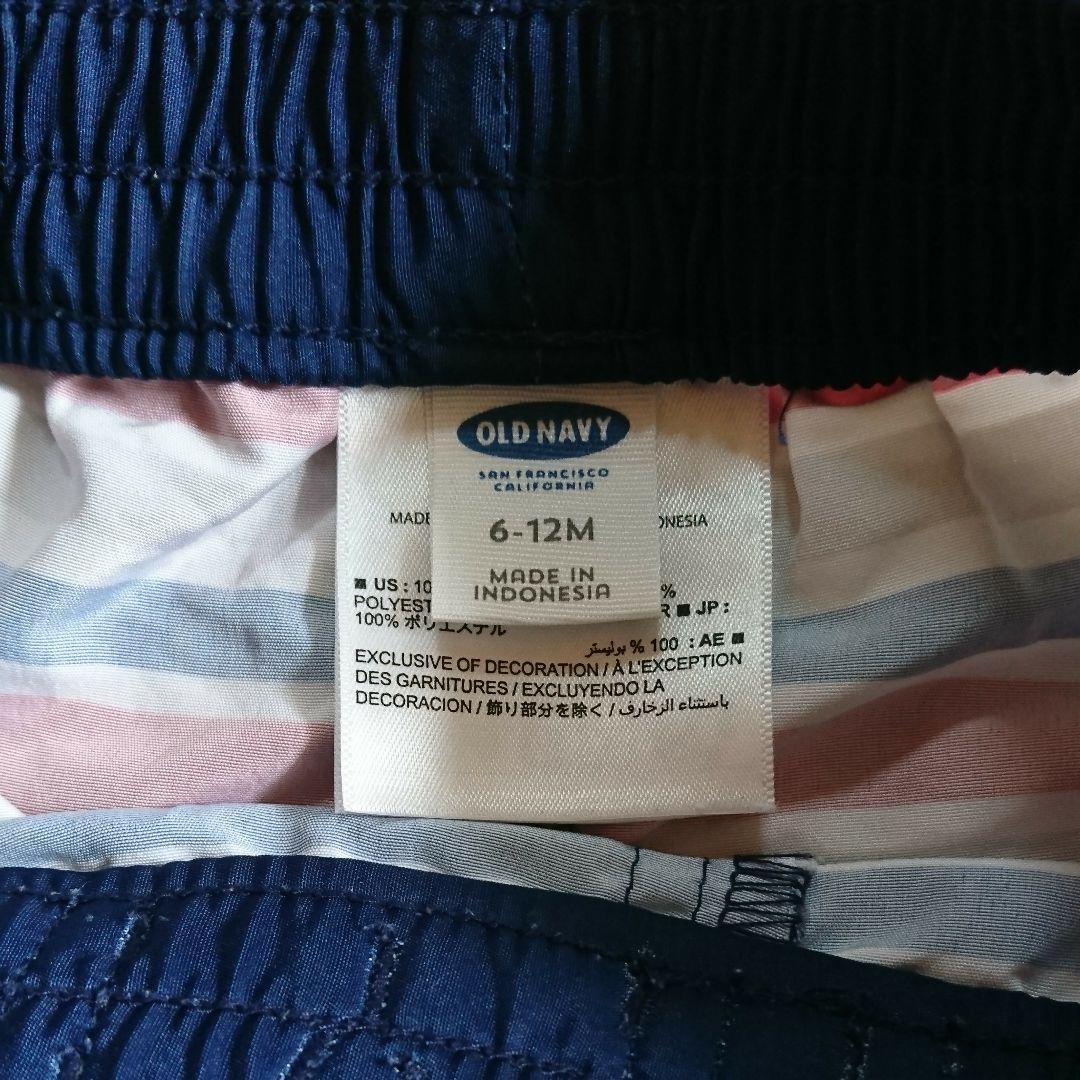 OLD NAVY
SAN FRANCISCO
CALIFORNIA
6-12M
MADE IN
INDONESIA
MADE
■ US : 10 %
POLYEST R ■ JP :
100% ポリエステル
100 % بوليستر : AE ■
EXCLUSIVE OF DECORATION / À L'EXCEPTION
DES GARNITURES / EXCLUYENDO LA
DECORACION / 飾り部分を除く / باستثناء الزخارف